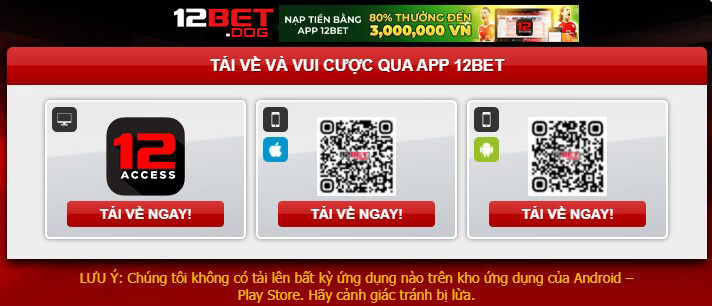 12BET
.DOG
NẠP TIỀN BẰNG
APP 12BET
80% THƯỞNG ĐẾN
3,000,000 VN
12
TẢI VỀ VÀ VUI CƯỢC QUA APP 12BET
12
ACCESS
12BET
12BET
TẢI VỀ NGAY!
TẢI VỀ NGAY!
TẢI VỀ NGAY!
LƯU Ý: Chúng tôi không có tải lên bất kỳ ứng dụng nào trên kho ứng dụng của Android –
Play Store. Hãy cảnh giác tránh bị lừa.